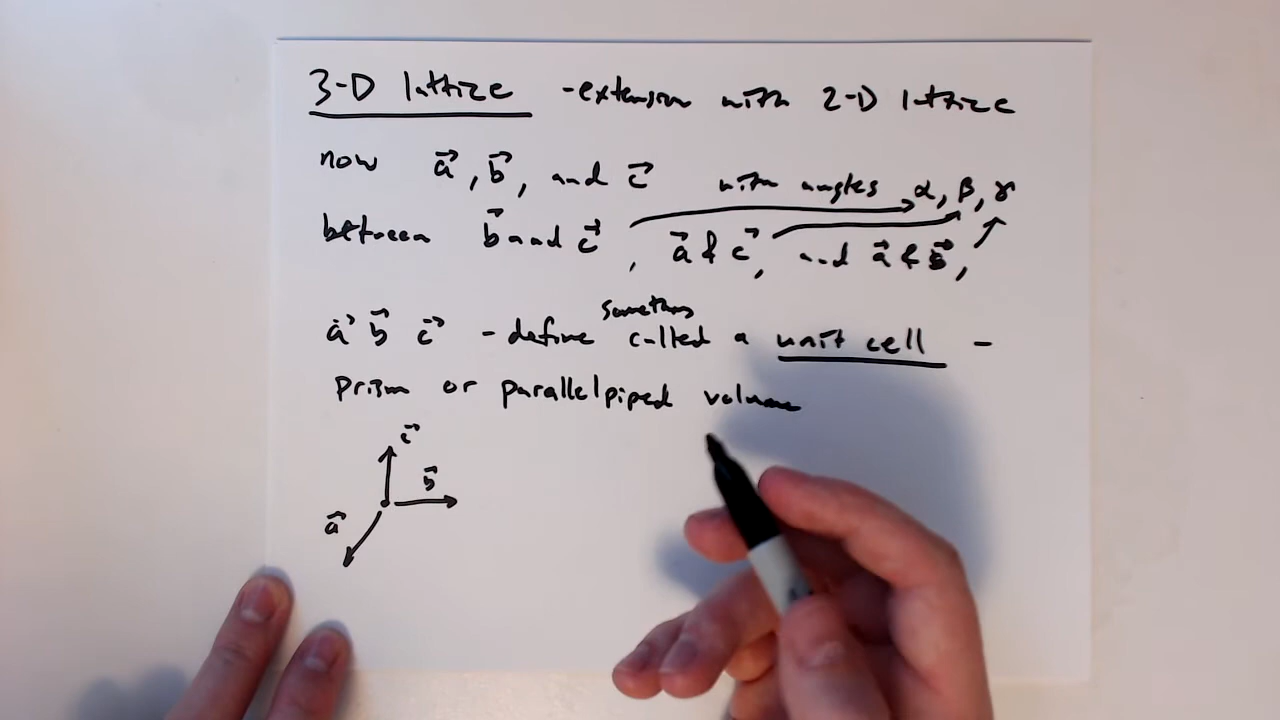 3-D lattice - extension with 2-D lattice
now a⃗, b⃗, and c⃗ with angles α, β, γ
between b⃗ and c⃗, a⃗ & c⃗, and a⃗ & b⃗,
something
a⃗ b⃗ c⃗ - define called a unit cell -
prism or parallelpiped volume
c⃗
b⃗
a⃗